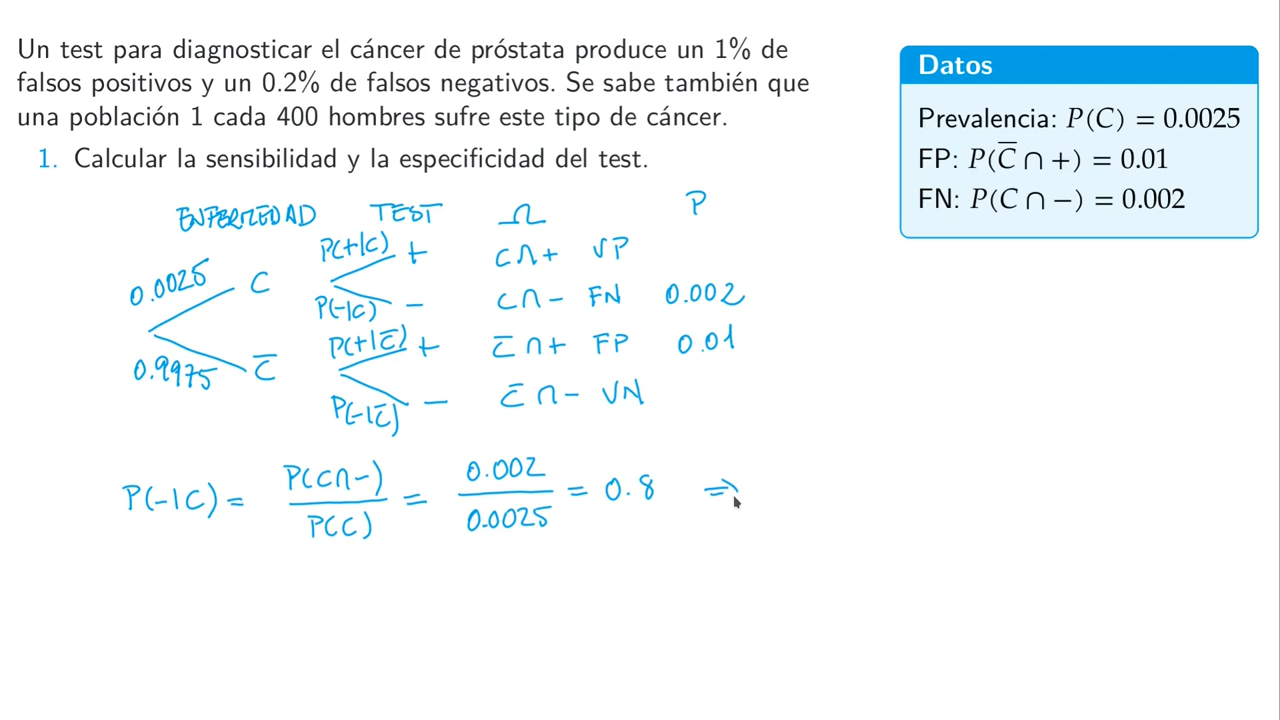 Un test para diagnosticar el cáncer de próstata produce un 1% de
falsos positivos y un 0.2% de falsos negativos. Se sabe también que
una población 1 cada 400 hombres sufre este tipo de cáncer.
1. Calcular la sensibilidad y la especificidad del test.
Datos
Prevalencia: P(C) = 0.0025
FP: P(C̅ ∩ +) = 0.01
FN: P(C ∩ −) = 0.002
ENFERMEDAD TEST Ω P
P(+|C) + C∩+ VP
0.0025 C
P(-|C) − C∩− FN 0.002
P(+|C̅) + C̅∩+ FP 0.01
0.9975 C̅
P(-|C̅) − C̅∩− VN
P(-|C) = P(C∩-) / P(C) = 0.002 / 0.0025 = 0.8 ⇒